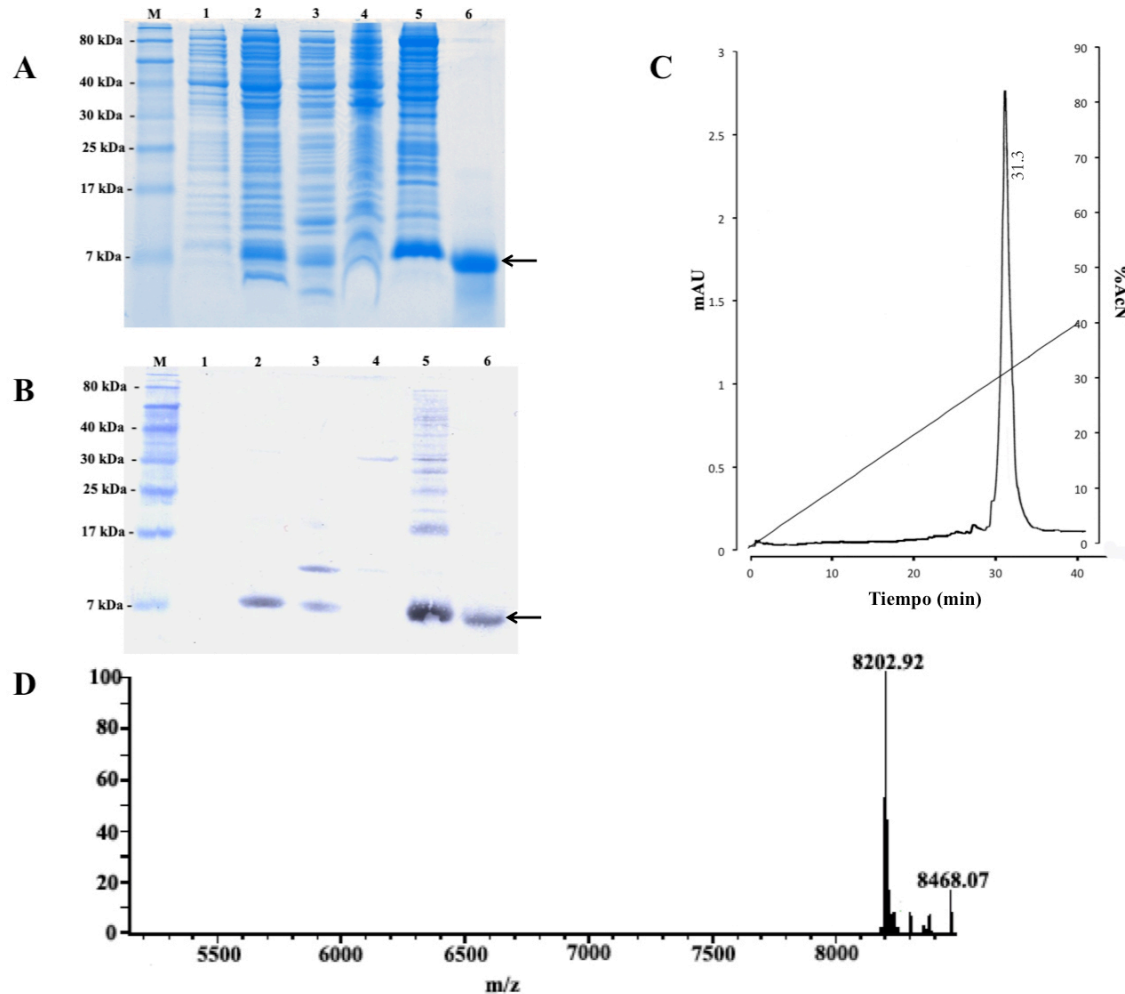 A
M 1 2 3 4 5 6
80 kDa -
40 kDa -
30 kDa -
25 kDa -
17 kDa -
7 kDa -
B
M 1 2 3 4 5 6
80 kDa -
40 kDa -
30 kDa -
25 kDa -
17 kDa -
7 kDa -
C
mAU
3
2.5
2
1.5
1
0.5
0
31.3
90
80
70
60
50
40
30
20
10
0
%AcN
0 10 20 30 40
Tiempo (min)
D
100
80
60
40
20
0
8202.92
8468.07
5500 6000 6500 7000 7500 8000
m/z